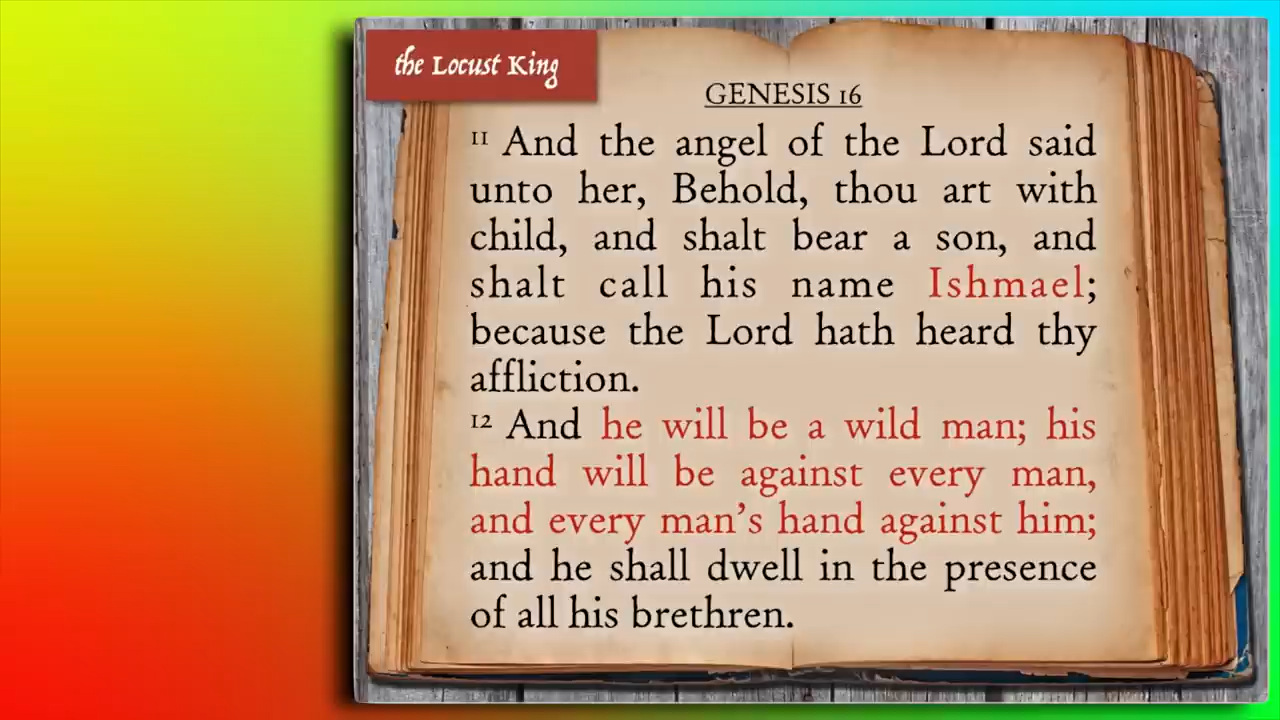 the Locust King
GENESIS 16
11 And the angel of the Lord said
unto her, Behold, thou art with
child, and shalt bear a son, and
shalt call his name Ishmael;
because the Lord hath heard thy
affliction.
12 And he will be a wild man; his
hand will be against every man,
and every man’s hand against him;
and he shall dwell in the presence
of all his brethren.